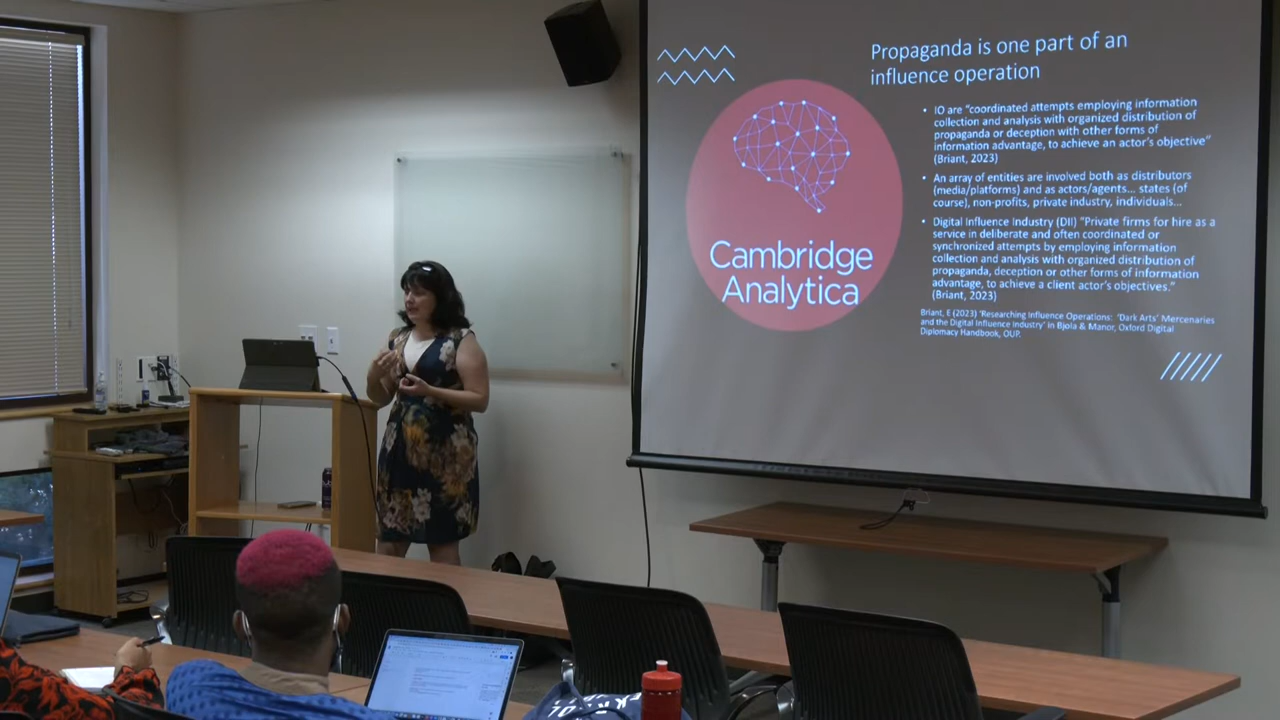 Propaganda is one part of an
influence operation
• IO are "coordinated attempts employing information
collection and analysis with organized distribution of
propaganda or deception with other forms of
information advantage, to achieve an actor's objective"
(Briant, 2023)
• An array of entities are involved both as distributors
(media/platforms) and as actors/agents... states (of
course), non-profits, private industry, individuals...
• Digital Influence Industry (DII) "Private firms for hire as a
service in deliberate and often coordinated or
synchronized attempts by employing information
collection and analysis with organized distribution of
propaganda, deception or other forms of information
advantage, to achieve a client actor's objectives."
(Briant, 2023)
Briant, E (2023) 'Researching Influence Operations: 'Dark Arts' Mercenaries
and the Digital Influence Industry' in Bjola & Manor, Oxford Digital
Diplomacy Handbook, OUP.
Cambridge
Analytica